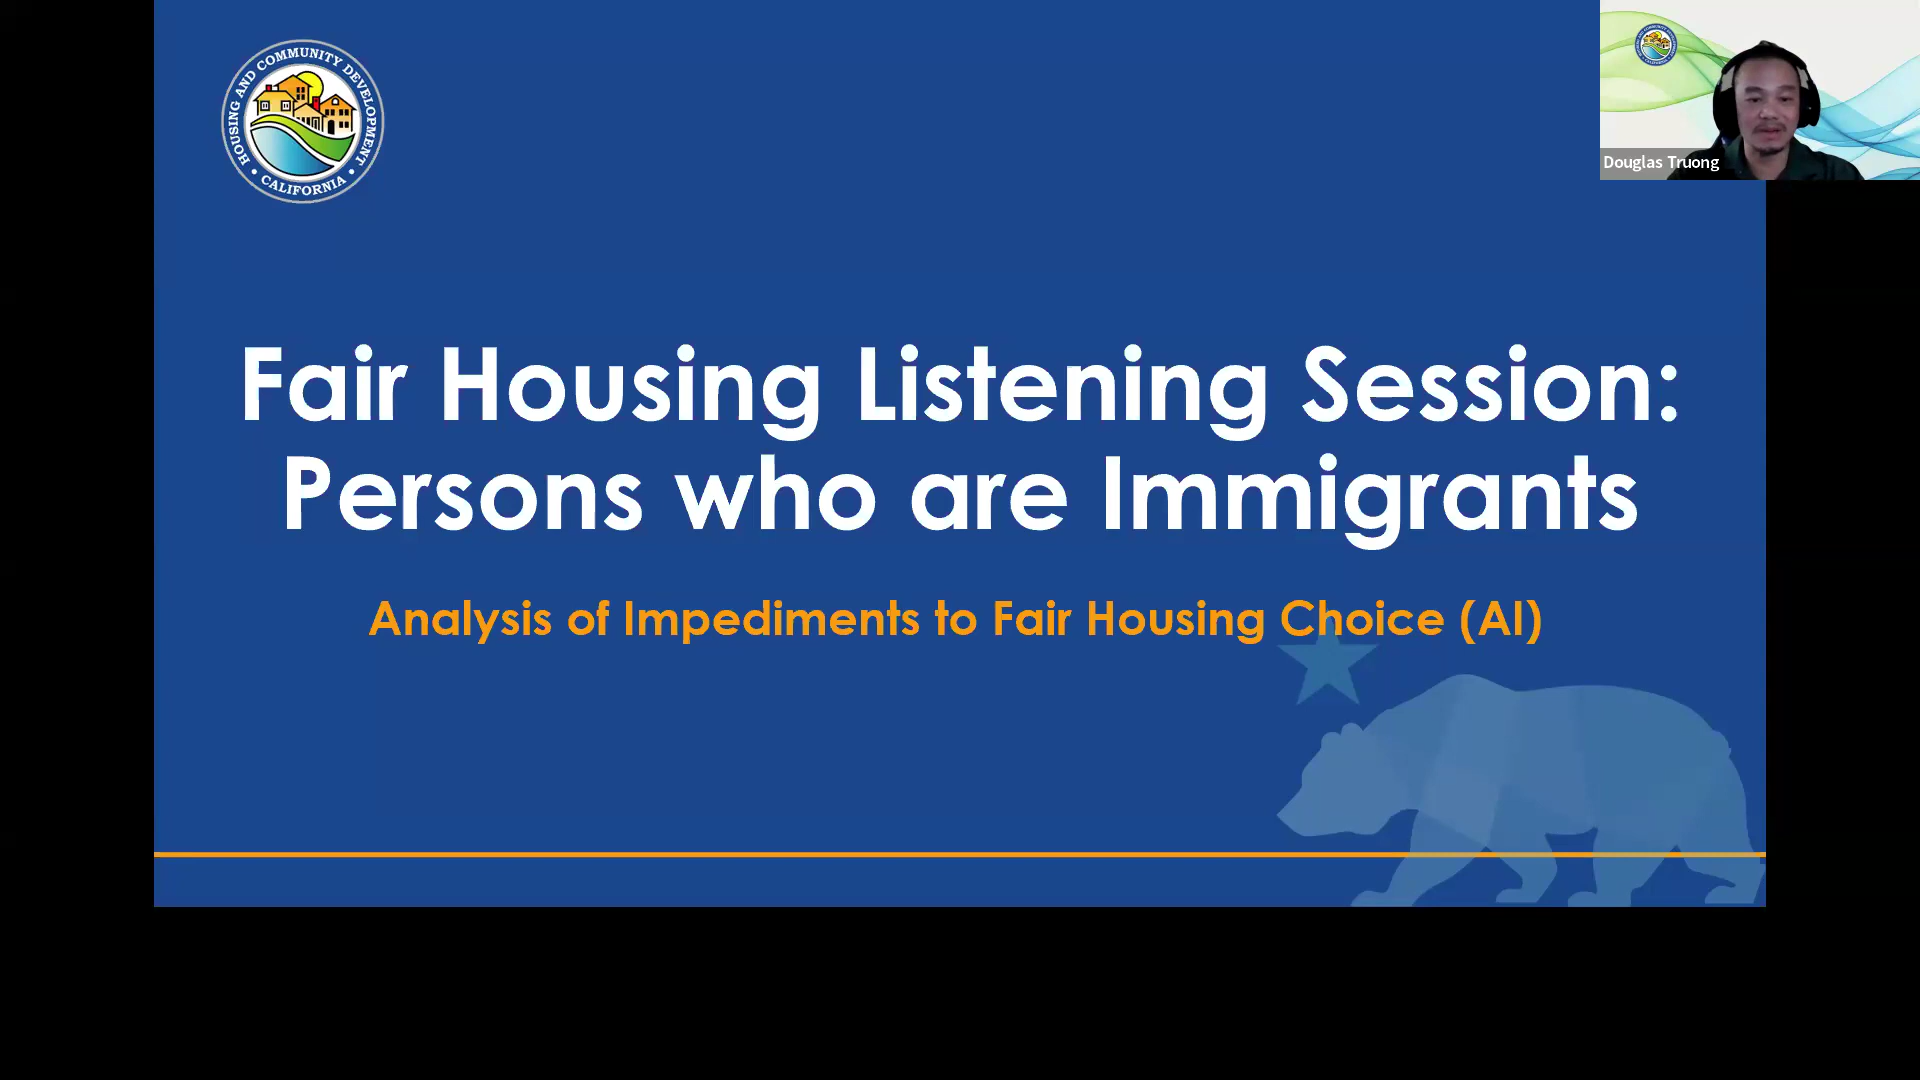 HOUSING AND COMMUNITY DEVELOPMENT
• CALIFORNIA •
Douglas Truong
Fair Housing Listening Session:
Persons who are Immigrants
Analysis of Impediments to Fair Housing Choice (AI)